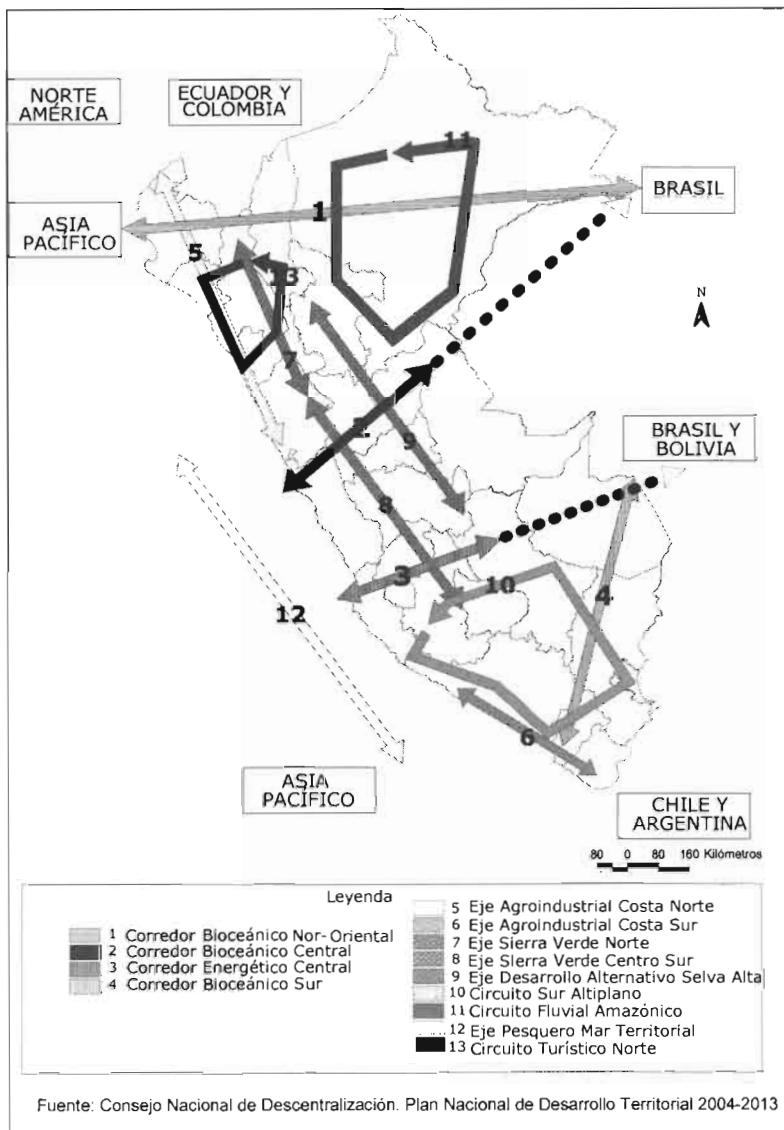 NORTE
AMÉRICA
ECUADOR Y
COLOMBIA
11
BRASIL
1
ASIA
PACÍFICO
5
13
N
7
2
9
BRASIL Y
BOLIVIA
8
3
10
4
12
6
ASIA
PACÍFICO
CHILE Y
ARGENTINA
80 0 80 160 Kilómetros
Leyenda
1 Corredor Bioceánico Nor-Oriental
2 Corredor Bioceánico Central
3 Corredor Energético Central
4 Corredor Bioceánico Sur
5 Eje Agroindustrial Costa Norte
6 Eje Agroindustrial Costa Sur
7 Eje Sierra Verde Norte
8 Eje Sierra Verde Centro Sur
9 Eje Desarrollo Alternativo Selva Alta
10 Circuito Sur Altiplano
11 Circuito Fluvial Amazónico
12 Eje Pesquero Mar Territorial
13 Circuito Turístico Norte
Fuente: Consejo Nacional de Descentralización. Plan Nacional de Desarrollo Territorial 2004-2013